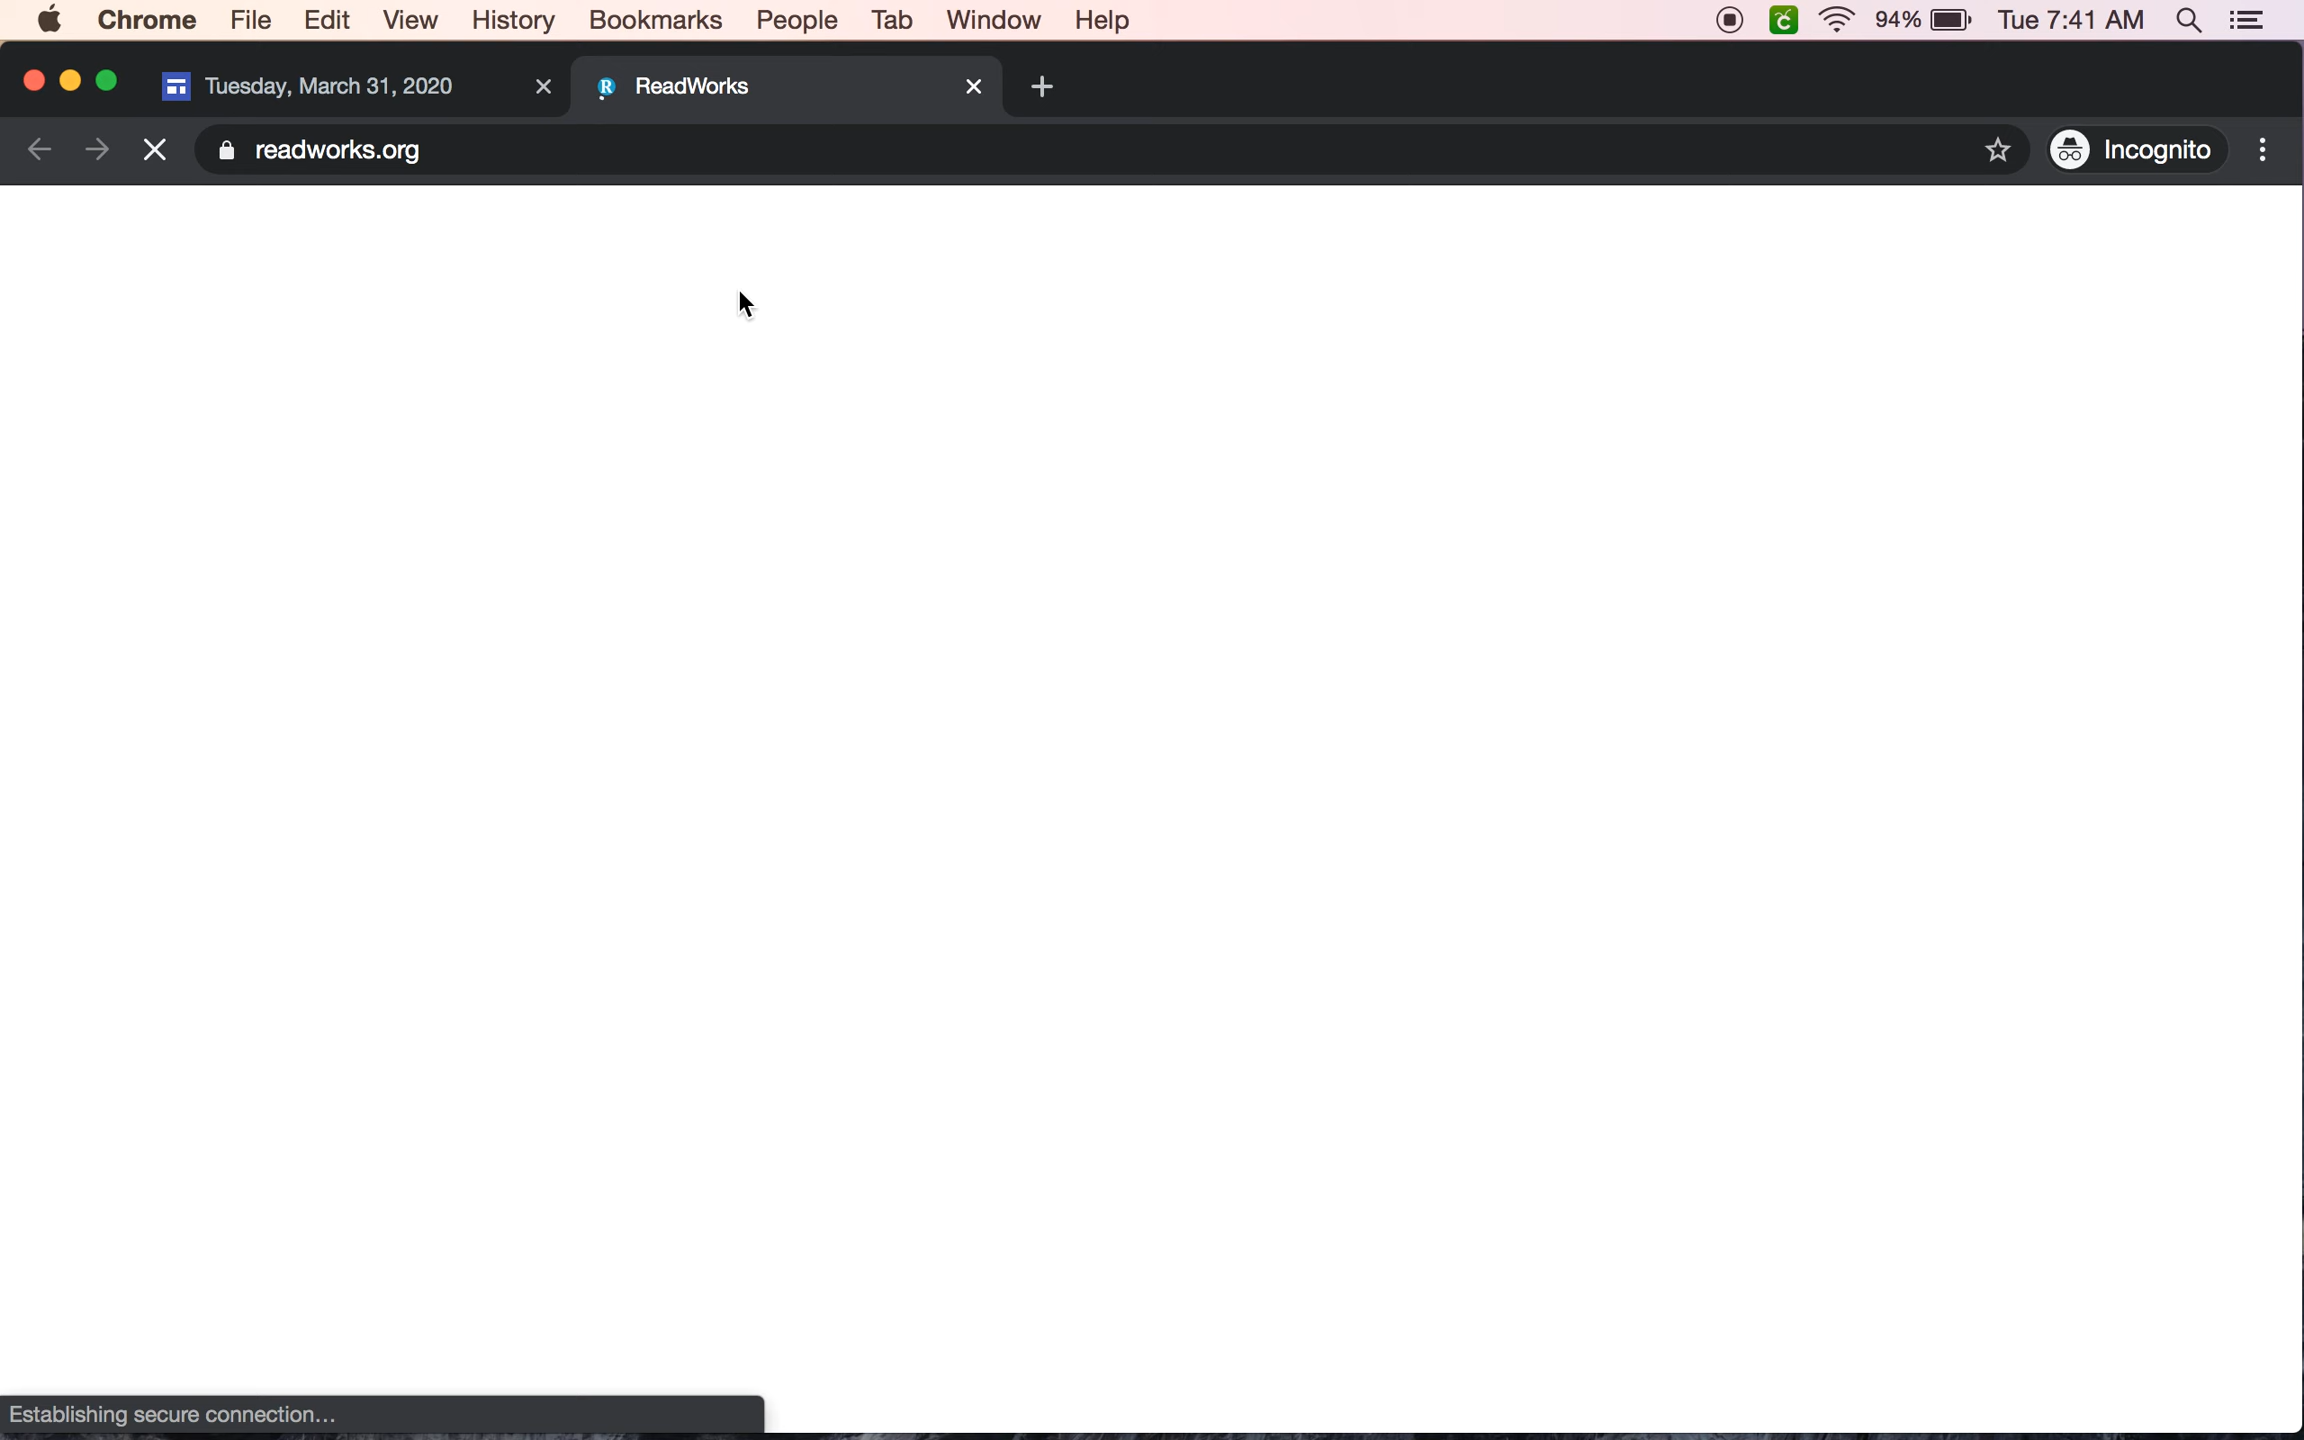 Chrome File Edit View History Bookmarks People Tab Window Help 94% Tue 7:41 AM
Tuesday, March 31, 2020 ReadWorks
readworks.org Incognito
Establishing secure connection...